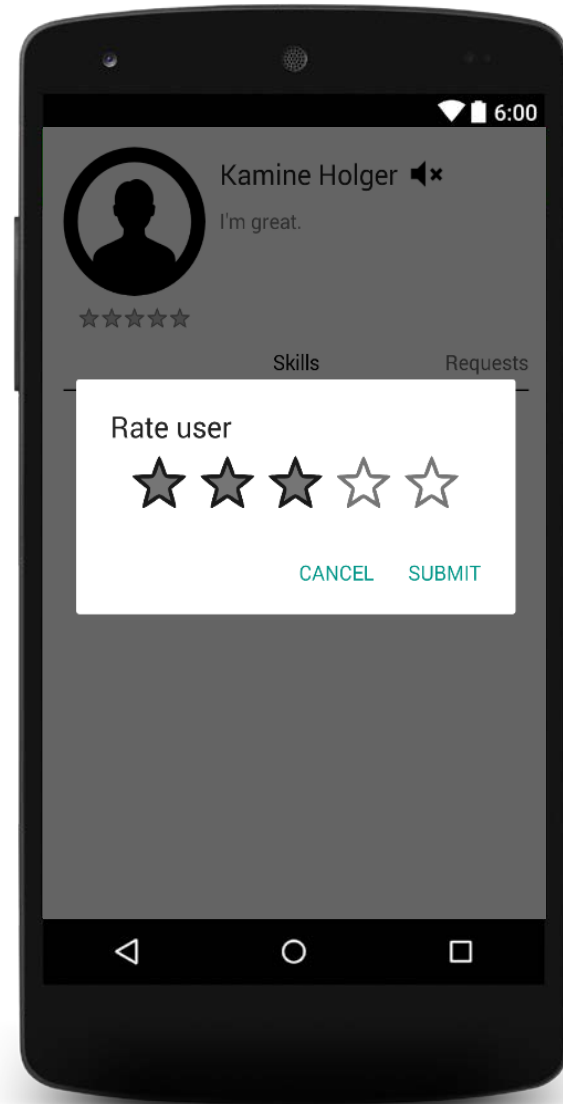 6:00
Kamine Holger
I'm great.
Skills Requests
Rate user
CANCEL SUBMIT